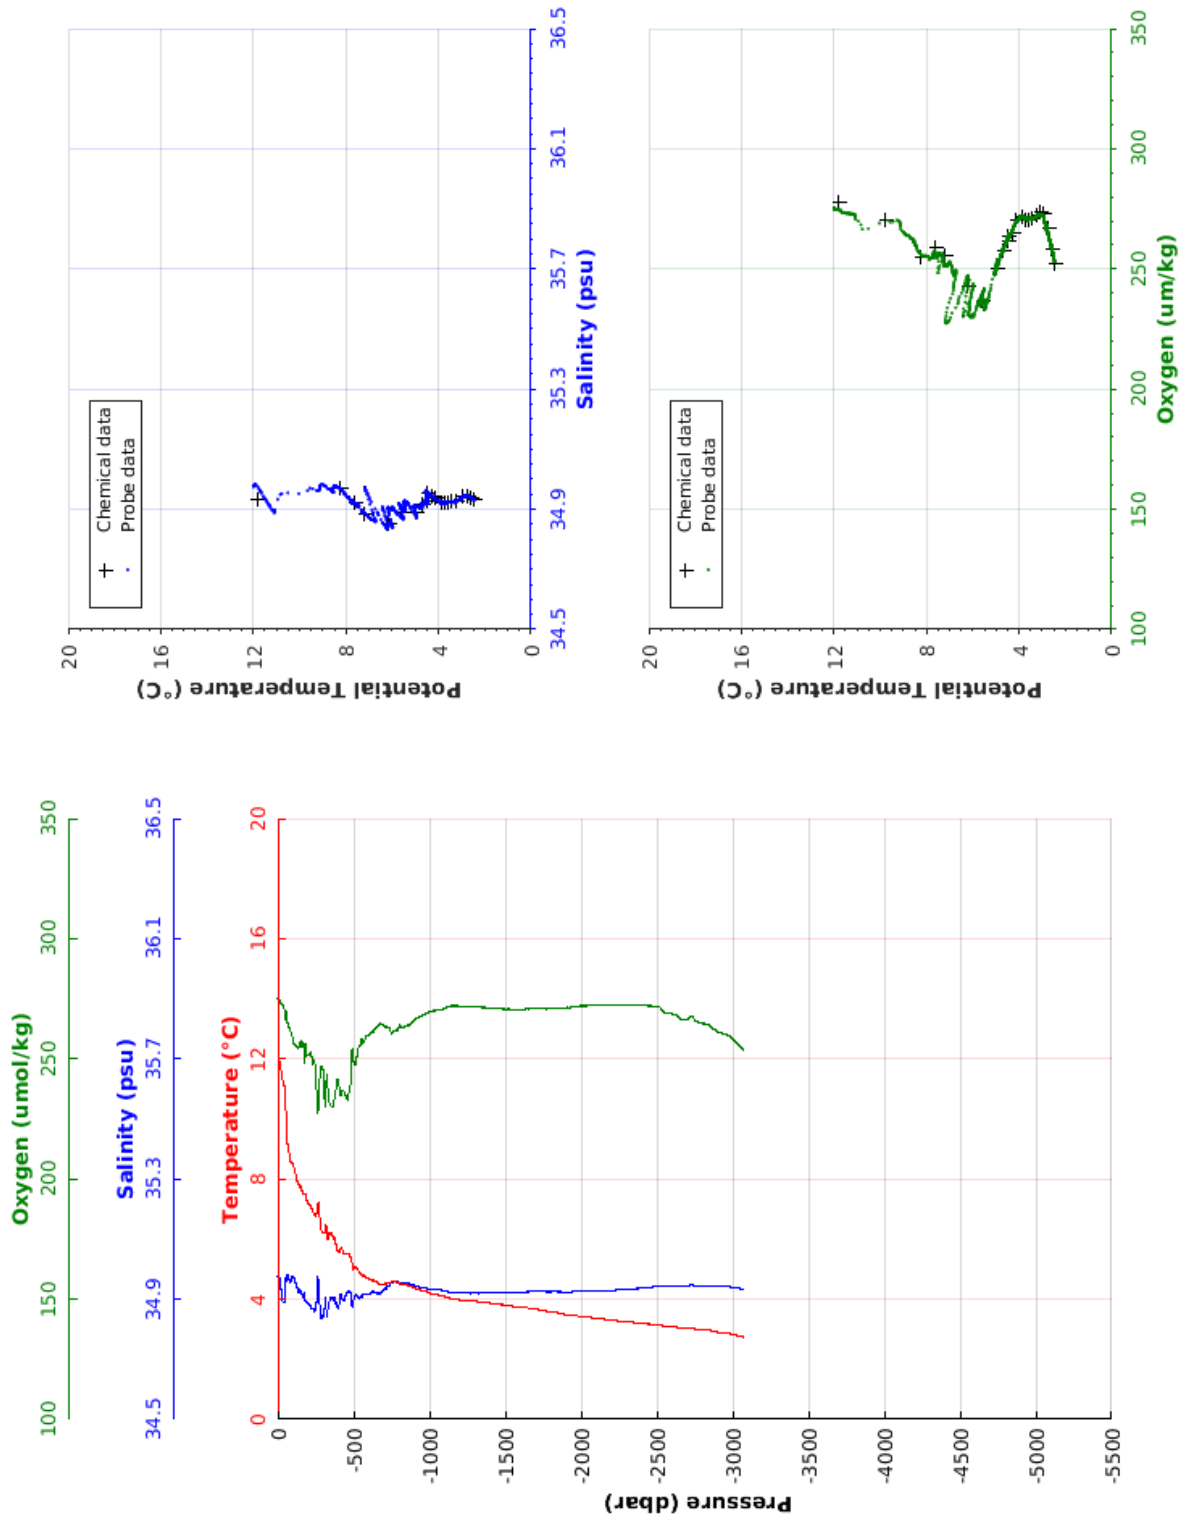 Oxygen (umol/kg)
100 150 200 250 300 350
Salinity (psu)
34.5 34.9 35.3 35.7 36.1 36.5
Temperature (°C)
0 4 8 12 16 20
Pressure (dbar)
0
-500
-1000
-1500
-2000
-2500
-3000
-3500
-4000
-4500
-5000
-5500
Potential Temperature (°C)
20
16
12
8
4
0
Chemical data
Probe data
34.5 34.9 35.3 35.7 36.1 36.5
Salinity (psu)
Potential Temperature (°C)
20
16
12
8
4
0
Chemical data
Probe data
100 150 200 250 300 350
Oxygen (um/kg)